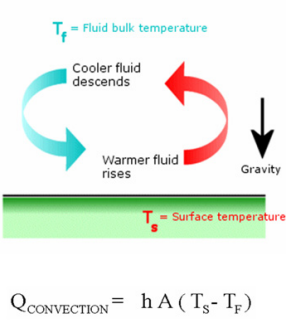 Tf = Fluid bulk temperature
Cooler fluid
descends
Warmer fluid
rises
Gravity
Ts = Surface temperature
QCONVECTION = h A ( TS - TF )